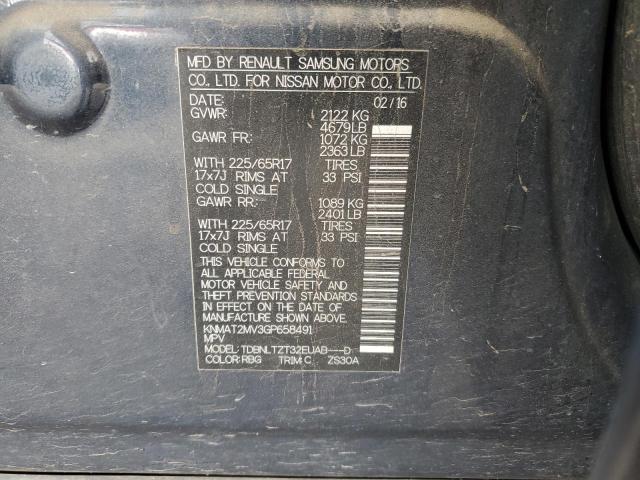 MFD BY RENAULT SAMSUNG MOTORS
CO., LTD. FOR NISSAN MOTOR CO., LTD.
DATE: 02/16
GVWR: 2122 KG
4679 LB
GAWR FR: 1072 KG
2363 LB
WITH 225/65R17 TIRES
17x7J RIMS AT 33 PSI
COLD SINGLE
GAWR RR: 1089 KG
2401 LB
WITH 225/65R17 TIRES
17x7J RIMS AT 33 PSI
COLD SINGLE
THIS VEHICLE CONFORMS TO
ALL APPLICABLE FEDERAL
MOTOR VEHICLE SAFETY AND
THEFT PREVENTION STANDARDS
IN EFFECT ON THE DATE OF
MANUFACTURE SHOWN ABOVE.
KNMAT2MV3GP658491
MPV
MODEL: TDBNLTZT32EUAB---D
COLOR: RBG TRIM: C ZS30A